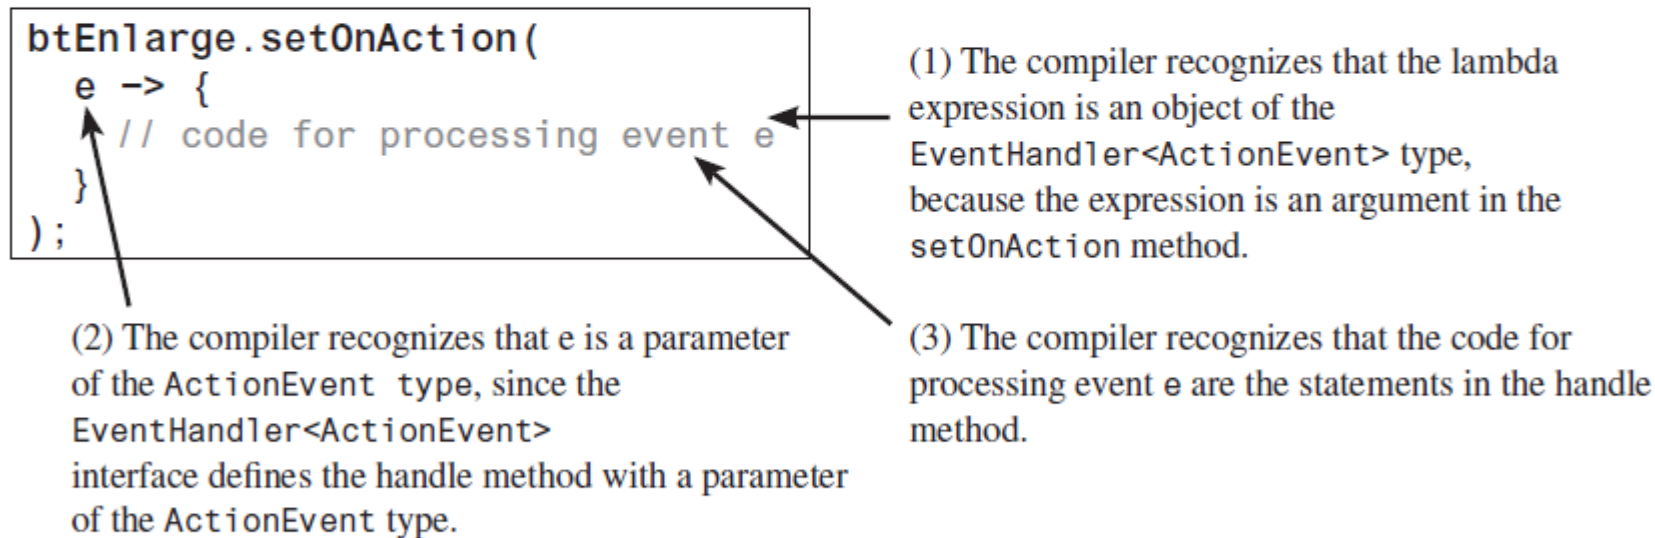 btEnlarge.setOnAction(
e -> {
// code for processing event e
}
);
(1) The compiler recognizes that the lambda
expression is an object of the
EventHandler<ActionEvent> type,
because the expression is an argument in the
setOnAction method.
(2) The compiler recognizes that e is a parameter
of the ActionEvent type, since the
EventHandler<ActionEvent>
interface defines the handle method with a parameter
of the ActionEvent type.
(3) The compiler recognizes that the code for
processing event e are the statements in the handle
method.